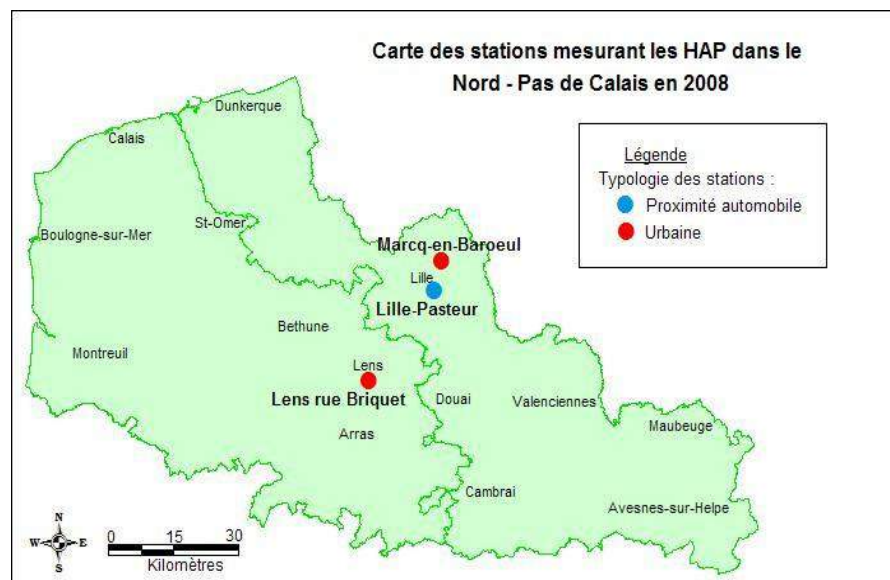 Carte des stations mesurant les HAP dans le
Nord - Pas de Calais en 2008
Légende
Typologie des stations :
Proximité automobile
Urbaine
Dunkerque
Calais
St-Omer
Boulogne-sur-Mer
Marcq-en-Baroeul
Lille
Lille-Pasteur
Bethune
Montreuil
Lens
Lens rue Briquet
Douai
Valenciennes
Maubeuge
Arras
Cambrai
Avesnes-sur-Helpe
N
W E
S
0 15 30
Kilomètres